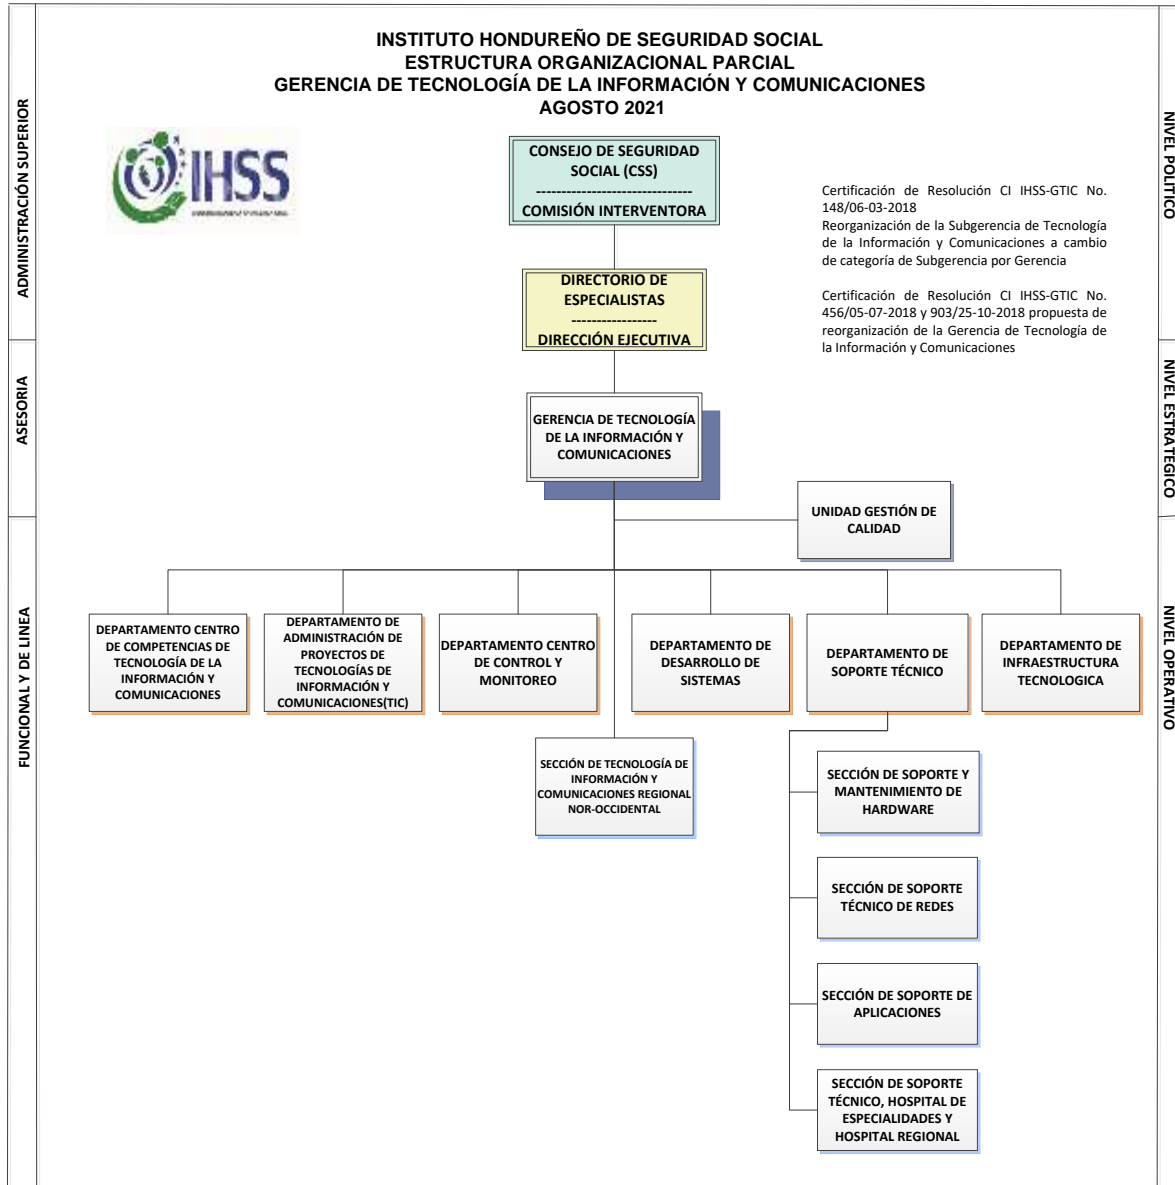 INSTITUTO HONDUREÑO DE SEGURIDAD SOCIAL
ESTRUCTURA ORGANIZACIONAL PARCIAL
GERENCIA DE TECNOLOGÍA DE LA INFORMACIÓN Y COMUNICACIONES
AGOSTO 2021
ADMINISTRACIÓN SUPERIOR
ASESORIA
FUNCIONAL Y DE LINEA
NIVEL POLITICO
NIVEL ESTRATEGICO
NIVEL OPERATIVO
IHSS
CONSEJO DE SEGURIDAD
SOCIAL (CSS)
-------------------------------
COMISIÓN INTERVENTORA
Certificación de Resolución CI IHSS-GTIC No.
148/06-03-2018
Reorganización de la Subgerencia de Tecnología
de la Información y Comunicaciones a cambio
de categoría de Subgerencia por Gerencia
Certificación de Resolución CI IHSS-GTIC No.
456/05-07-2018 y 903/25-10-2018 propuesta de
reorganización de la Gerencia de Tecnología de
la Información y Comunicaciones
DIRECTORIO DE
ESPECIALISTAS
-----------------
DIRECCIÓN EJECUTIVA
GERENCIA DE TECNOLOGÍA
DE LA INFORMACIÓN Y
COMUNICACIONES
UNIDAD GESTIÓN DE
CALIDAD
DEPARTAMENTO CENTRO
DE COMPETENCIAS DE
TECNOLOGÍA DE LA
INFORMACIÓN Y
COMUNICACIONES
DEPARTAMENTO DE
ADMINISTRACIÓN DE
PROYECTOS DE
TECNOLOGÍAS DE
INFORMACIÓN Y
COMUNICACIONES(TIC)
DEPARTAMENTO CENTRO
DE CONTROL Y
MONITOREO
DEPARTAMENTO DE
DESARROLLO DE
SISTEMAS
DEPARTAMENTO DE
SOPORTE TÉCNICO
DEPARTAMENTO DE
INFRAESTRUCTURA
TECNOLOGICA
SECCIÓN DE TECNOLOGÍA DE
INFORMACIÓN Y
COMUNICACIONES REGIONAL
NOR-OCCIDENTAL
SECCIÓN DE SOPORTE Y
MANTENIMIENTO DE
HARDWARE
SECCIÓN DE SOPORTE
TÉCNICO DE REDES
SECCIÓN DE SOPORTE DE
APLICACIONES
SECCIÓN DE SOPORTE
TÉCNICO, HOSPITAL DE
ESPECIALIDADES Y
HOSPITAL REGIONAL